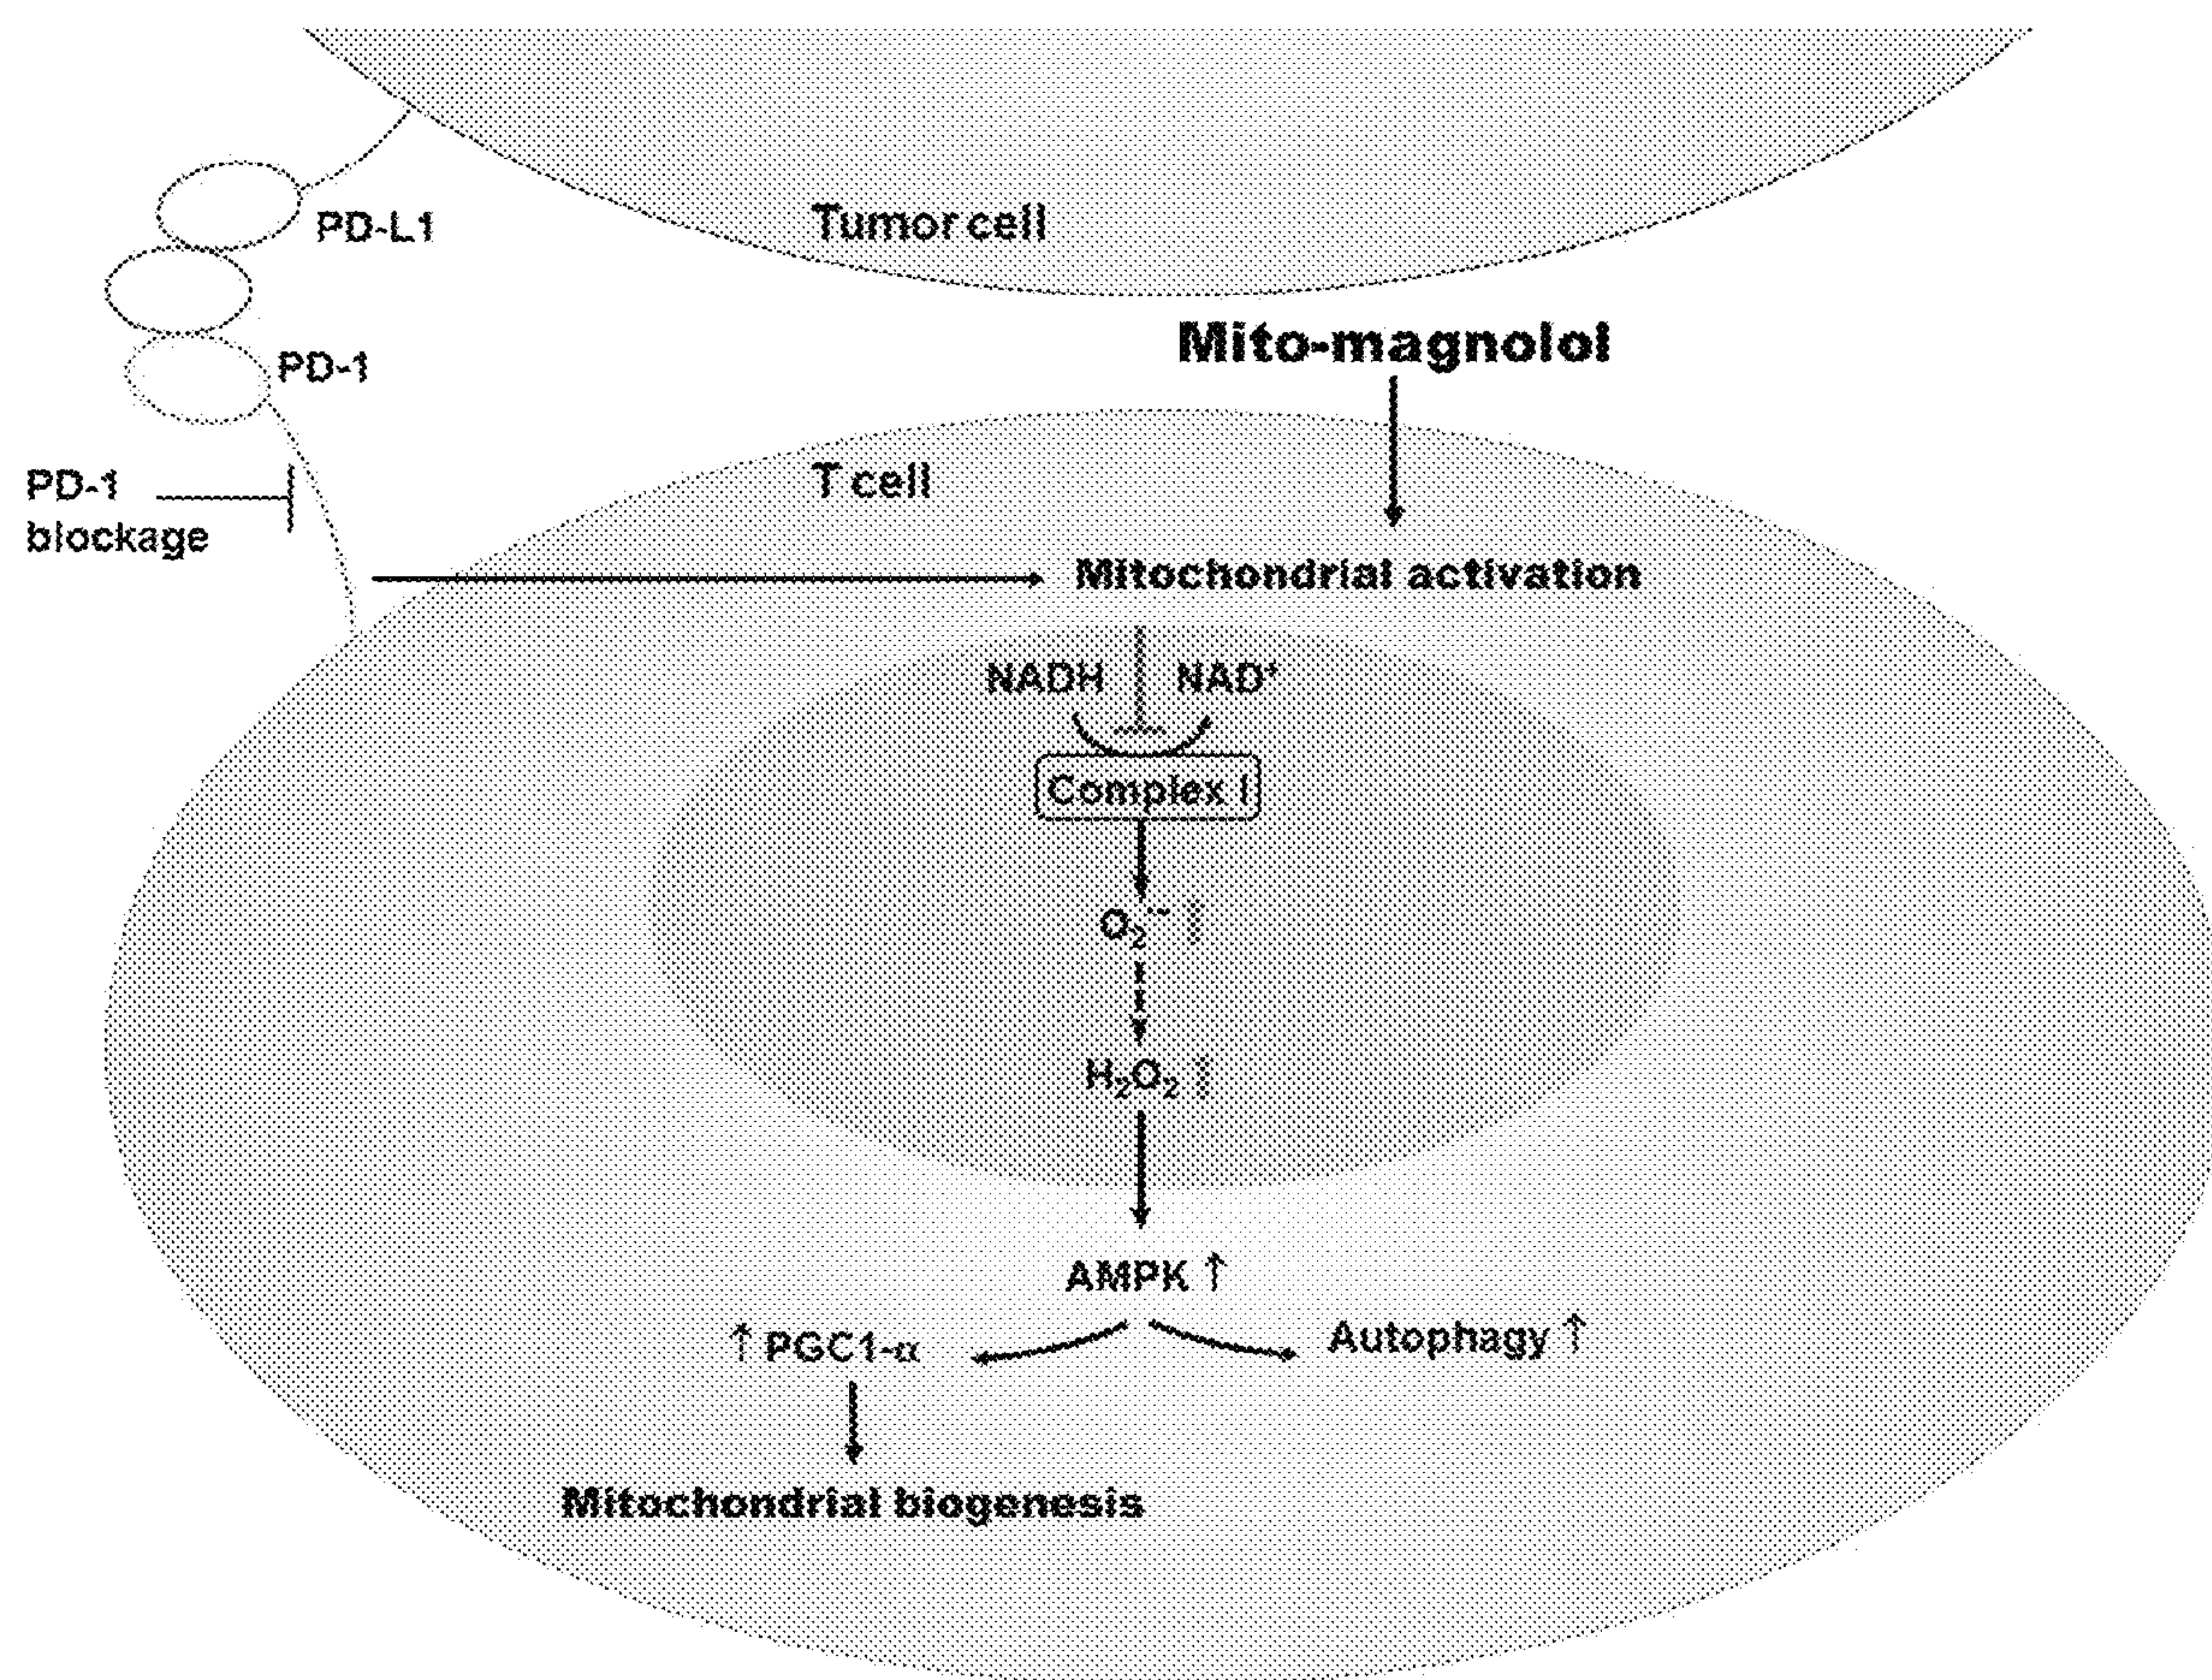 Tumor cell
PD-L1
Mito-magnolol
PD-1
T cell
PD-1
blockage
Mitochondrial activation
NADH NAD⁺
Complex I
O₂˙⁻
H₂O₂
AMPK ↑
↑ PGC1-α
Autophagy ↑
Mitochondrial biogenesis